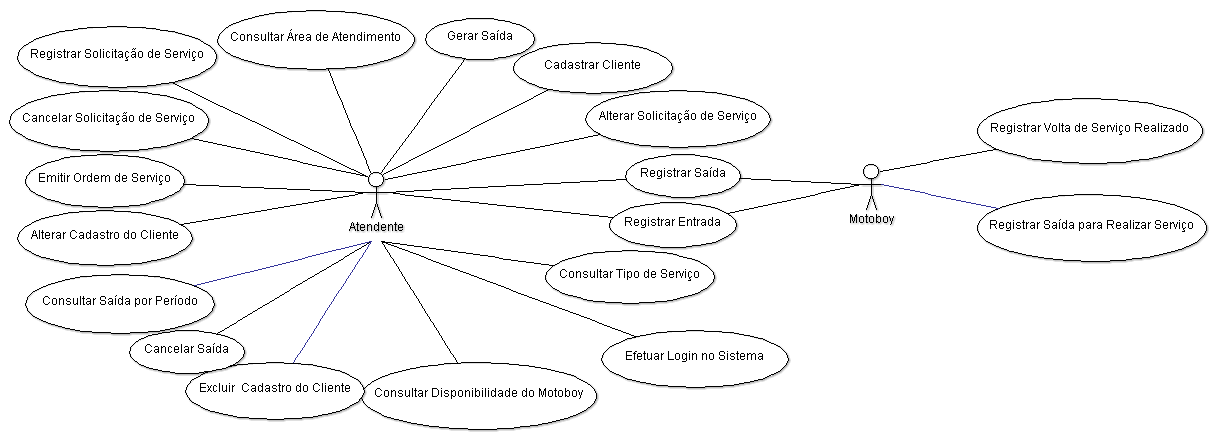 Consultar Área de Atendimento
Gerar Saída
Registrar Solicitação de Serviço
Cadastrar Cliente
Cancelar Solicitação de Serviço
Alterar Solicitação de Serviço
Registrar Volta de Serviço Realizado
Emitir Ordem de Serviço
Registrar Saída
Atendente
Registrar Entrada
Motoboy
Registrar Saída para Realizar Serviço
Alterar Cadastro do Cliente
Consultar Tipo de Serviço
Consultar Saída por Período
Cancelar Saída
Efetuar Login no Sistema
Excluir Cadastro do Cliente
Consultar Disponibilidade do Motoboy